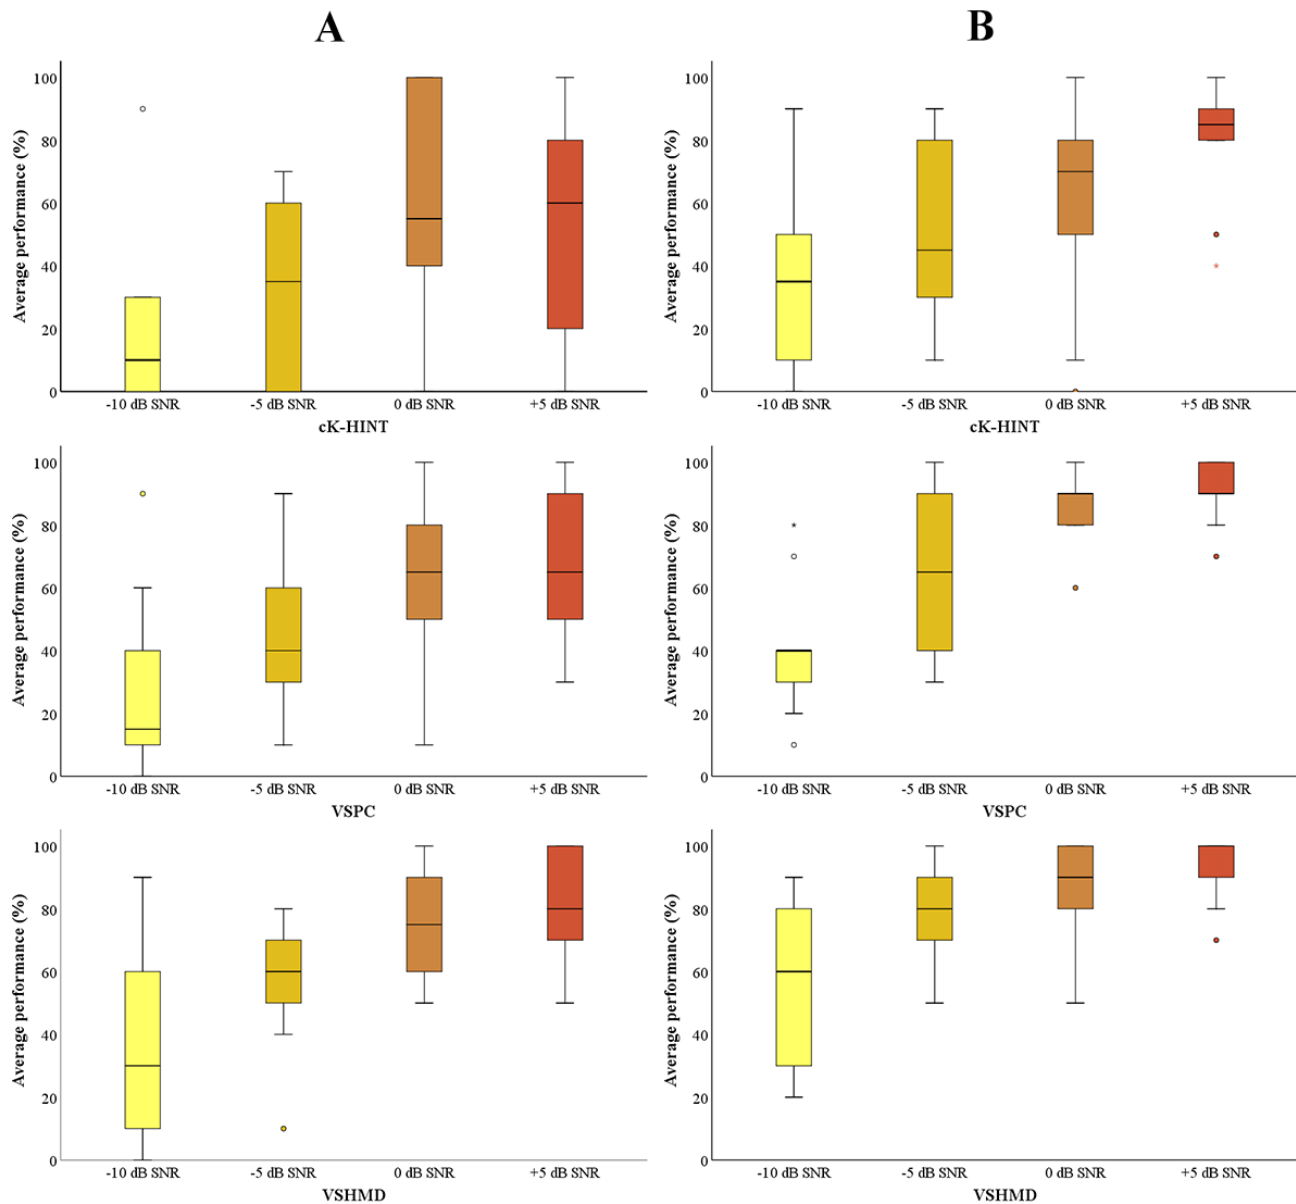 A
B
Average performance (%)
100
80
60
40
20
0
-10 dB SNR
-5 dB SNR
0 dB SNR
+5 dB SNR
cK-HINT
Average performance (%)
100
80
60
40
20
0
-10 dB SNR
-5 dB SNR
0 dB SNR
+5 dB SNR
cK-HINT
Average performance (%)
100
80
60
40
20
0
-10 dB SNR
-5 dB SNR
0 dB SNR
+5 dB SNR
VSPC
Average performance (%)
100
80
60
40
20
0
-10 dB SNR
-5 dB SNR
0 dB SNR
+5 dB SNR
VSPC
Average performance (%)
100
80
60
40
20
0
-10 dB SNR
-5 dB SNR
0 dB SNR
+5 dB SNR
VSHMD
Average performance (%)
100
80
60
40
20
0
-10 dB SNR
-5 dB SNR
0 dB SNR
+5 dB SNR
VSHMD